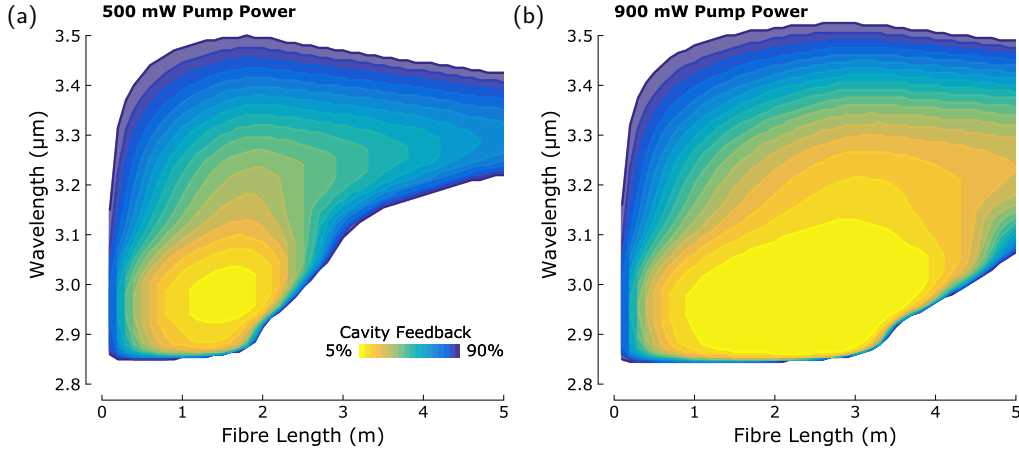 (a)
500 mW Pump Power
3.5
3.4
3.3
3.2
3.1
3.0
2.9
2.8
Wavelength (μm)
Cavity Feedback
5% 90%
0 1 2 3 4 5
Fibre Length (m)
(b)
900 mW Pump Power
3.5
3.4
3.3
3.2
3.1
3.0
2.9
2.8
Wavelength (μm)
0 1 2 3 4 5
Fibre Length (m)